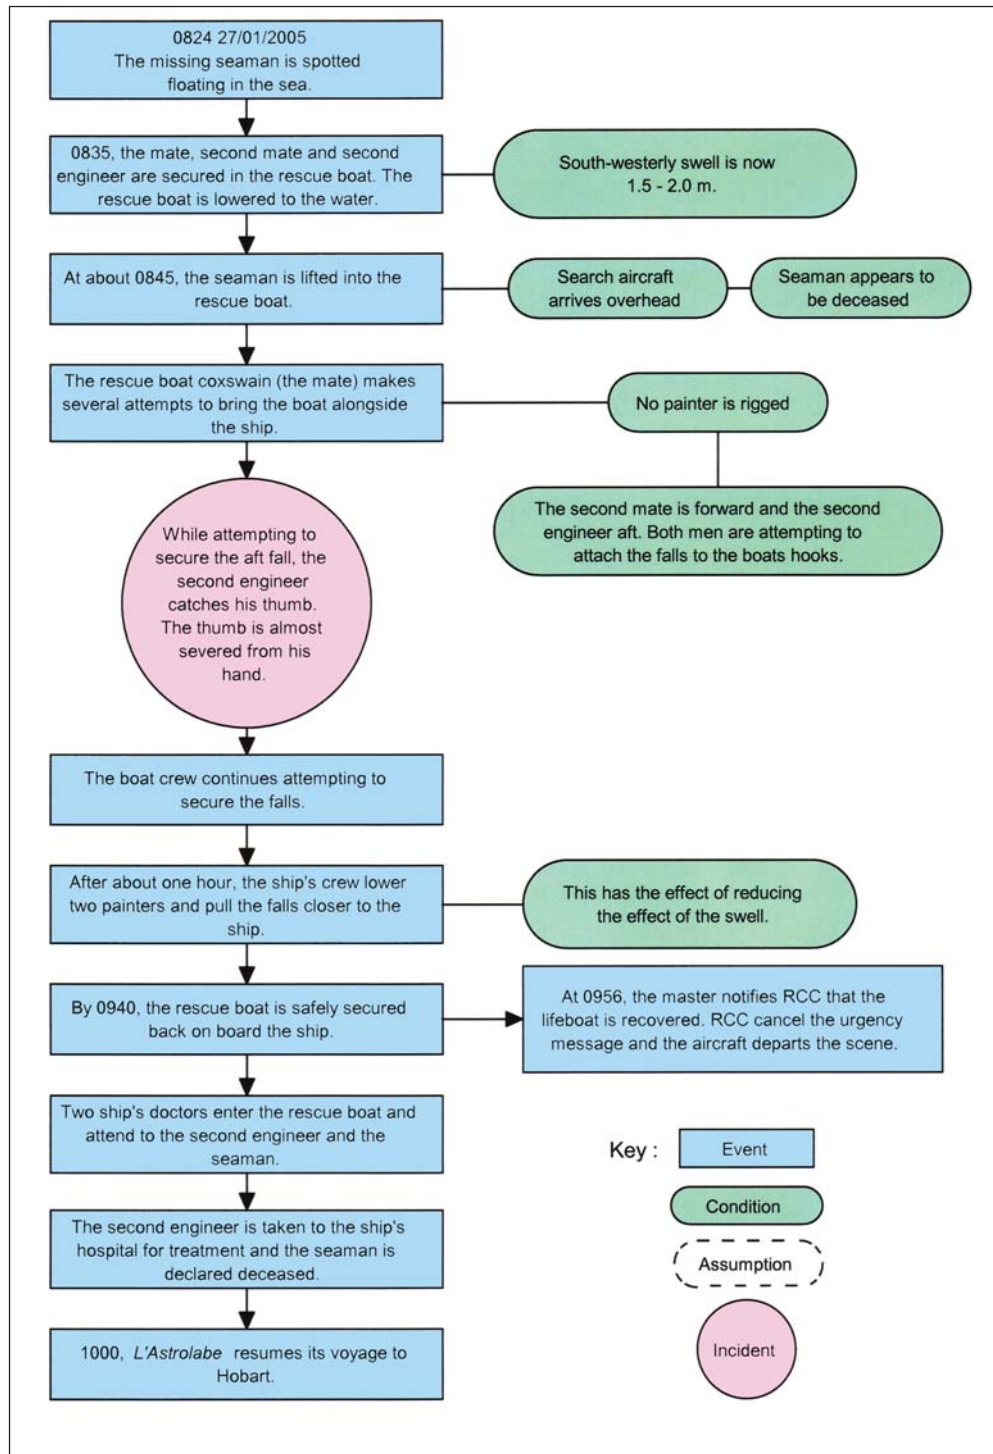 0824 27/01/2005
The missing seaman is spotted
floating in the sea.
0835, the mate, second mate and second
engineer are secured in the rescue boat. The
rescue boat is lowered to the water.
South-westerly swell is now
1.5 - 2.0 m.
At about 0845, the seaman is lifted into the
rescue boat.
Search aircraft
arrives overhead
Seaman appears to
be deceased
The rescue boat coxswain (the mate) makes
several attempts to bring the boat alongside
the ship.
No painter is rigged
The second mate is forward and the second
engineer aft. Both men are attempting to
attach the falls to the boats hooks.
While attempting to
secure the aft fall, the
second engineer
catches his thumb.
The thumb is almost
severed from his
hand.
The boat crew continues attempting to
secure the falls.
After about one hour, the ship's crew lower
two painters and pull the falls closer to the
ship.
This has the effect of reducing
the effect of the swell.
By 0940, the rescue boat is safely secured
back on board the ship.
At 0956, the master notifies RCC that the
lifeboat is recovered. RCC cancel the urgency
message and the aircraft departs the scene.
Two ship's doctors enter the rescue boat and
attend to the second engineer and the
seaman.
The second engineer is taken to the ship's
hospital for treatment and the seaman is
declared deceased.
1000, L'Astrolabe resumes its voyage to
Hobart.
Key :
Event
Condition
Assumption
Incident